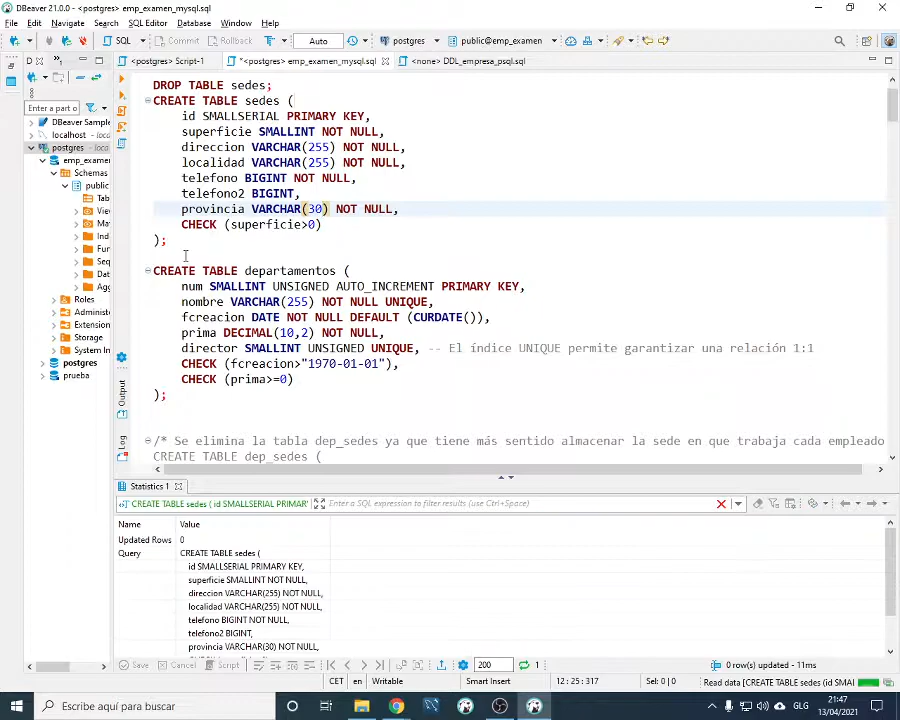 DBeaver 21.0.0 - <postgres> emp_examen_mysql.sql
File Edit Navigate Search SQL Editor Database Window Help
SQL Commit Rollback Auto postgres public@emp_examen
D <postgres> Script-1 *<postgres> emp_examen_mysql.sql <none> DDL_empresa_psql.sql
Enter a part o
DBeaver Sample
localhost - loca
postgres - loca
emp_examen
Schemas
public
Tab
View
Ma
Ind
Fun
Seq
Dat
Agg
Roles
Administe
Extension
Storage
System In
postgres
prueba
DROP TABLE sedes;
CREATE TABLE sedes (
id SMALLSERIAL PRIMARY KEY,
superficie SMALLINT NOT NULL,
direccion VARCHAR(255) NOT NULL,
localidad VARCHAR(255) NOT NULL,
telefono BIGINT NOT NULL,
telefono2 BIGINT,
provincia VARCHAR(30) NOT NULL,
CHECK (superficie>0)
);
CREATE TABLE departamentos (
num SMALLINT UNSIGNED AUTO_INCREMENT PRIMARY KEY,
nombre VARCHAR(255) NOT NULL UNIQUE,
fcreacion DATE NOT NULL DEFAULT (CURDATE()),
prima DECIMAL(10,2) NOT NULL,
director SMALLINT UNSIGNED UNIQUE, -- El índice UNIQUE permite garantizar una relación 1:1
CHECK (fcreacion>"1970-01-01"),
CHECK (prima>=0)
);
/* Se elimina la tabla dep_sedes ya que tiene más sentido almacenar la sede en que trabaja cada empleado
CREATE TABLE dep_sedes (
Output
Log
Statistics 1
CREATE TABLE sedes ( id SMALLSERIAL PRIMAR Enter a SQL expression to filter results (use Ctrl+Space)
Name Value
Updated Rows 0
Query CREATE TABLE sedes (
id SMALLSERIAL PRIMARY KEY,
superficie SMALLINT NOT NULL,
direccion VARCHAR(255) NOT NULL,
localidad VARCHAR(255) NOT NULL,
telefono BIGINT NOT NULL,
telefono2 BIGINT,
provincia VARCHAR(30) NOT NULL,
Save Cancel Script 200 1 0 row(s) updated - 11ms
CET en Writable Smart Insert 12 : 25 : 317 Sel: 0 | 0 Read data [CREATE TABLE sedes (id SMAI
Escribe aquí para buscar GLG 21:47
13/04/2021